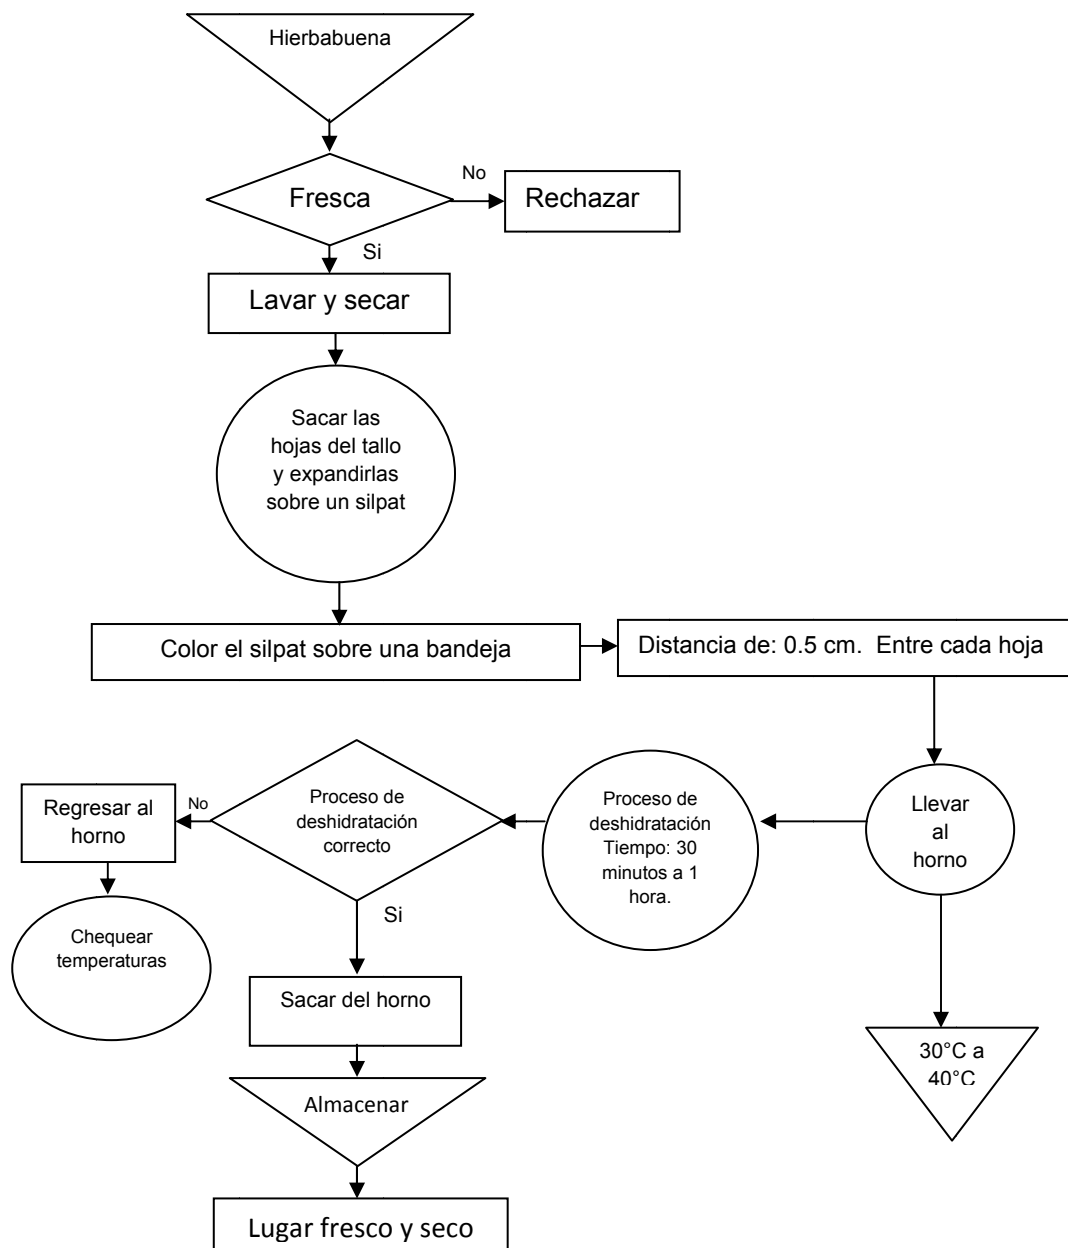 Hierbabuena
Fresca
No
Rechazar
Si
Lavar y secar
Sacar las
hojas del tallo
y expandirlas
sobre un silpat
Color el silpat sobre una bandeja
Distancia de: 0.5 cm.  Entre cada hoja
Llevar
al
horno
30°C a
40°C
Proceso de
deshidratación
Tiempo: 30
minutos a 1
hora.
Proceso de
deshidratación
correcto
No
Regresar al
horno
Chequear
temperaturas
Si
Sacar del horno
Almacenar
Lugar fresco y seco